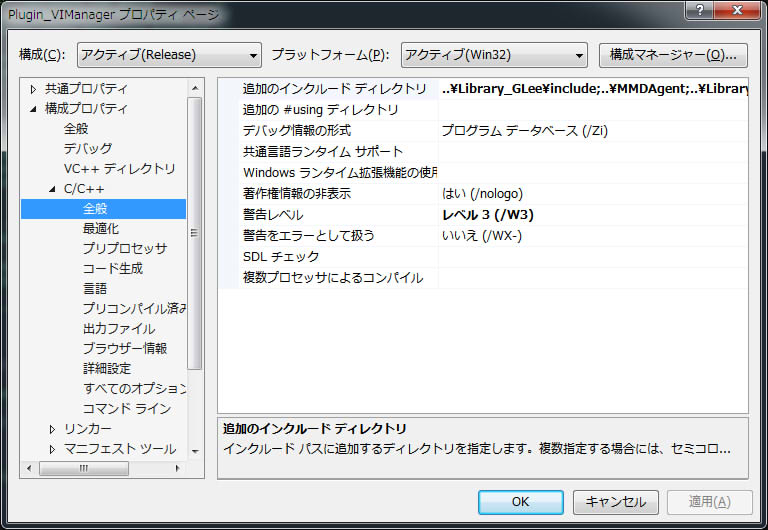 Plugin_VIManager プロパティ ページ
構成(C): アクティブ(Release) プラットフォーム(P): アクティブ(Win32) 構成マネージャー(O)...
共通プロパティ
構成プロパティ
全般
デバッグ
VC++ ディレクトリ
C/C++
全般
最適化
プリプロセッサ
コード生成
言語
プリコンパイル済み
出力ファイル
ブラウザー情報
詳細設定
すべてのオプション
コマンド ライン
リンカー
マニフェスト ツール
追加のインクルード ディレクトリ ..¥Library_GLee¥include;..¥MMDAgent;..¥Library
追加の #using ディレクトリ
デバッグ情報の形式 プログラム データベース (/Zi)
共通言語ランタイム サポート
Windows ランタイム拡張機能の使用
著作権情報の非表示 はい (/nologo)
警告レベル レベル 3 (/W3)
警告をエラーとして扱う いいえ (/WX-)
SDL チェック
複数プロセッサによるコンパイル
追加のインクルード ディレクトリ
インクルード パスに追加するディレクトリを指定します。複数指定する場合には、セミコロ...
OK キャンセル 適用(A)